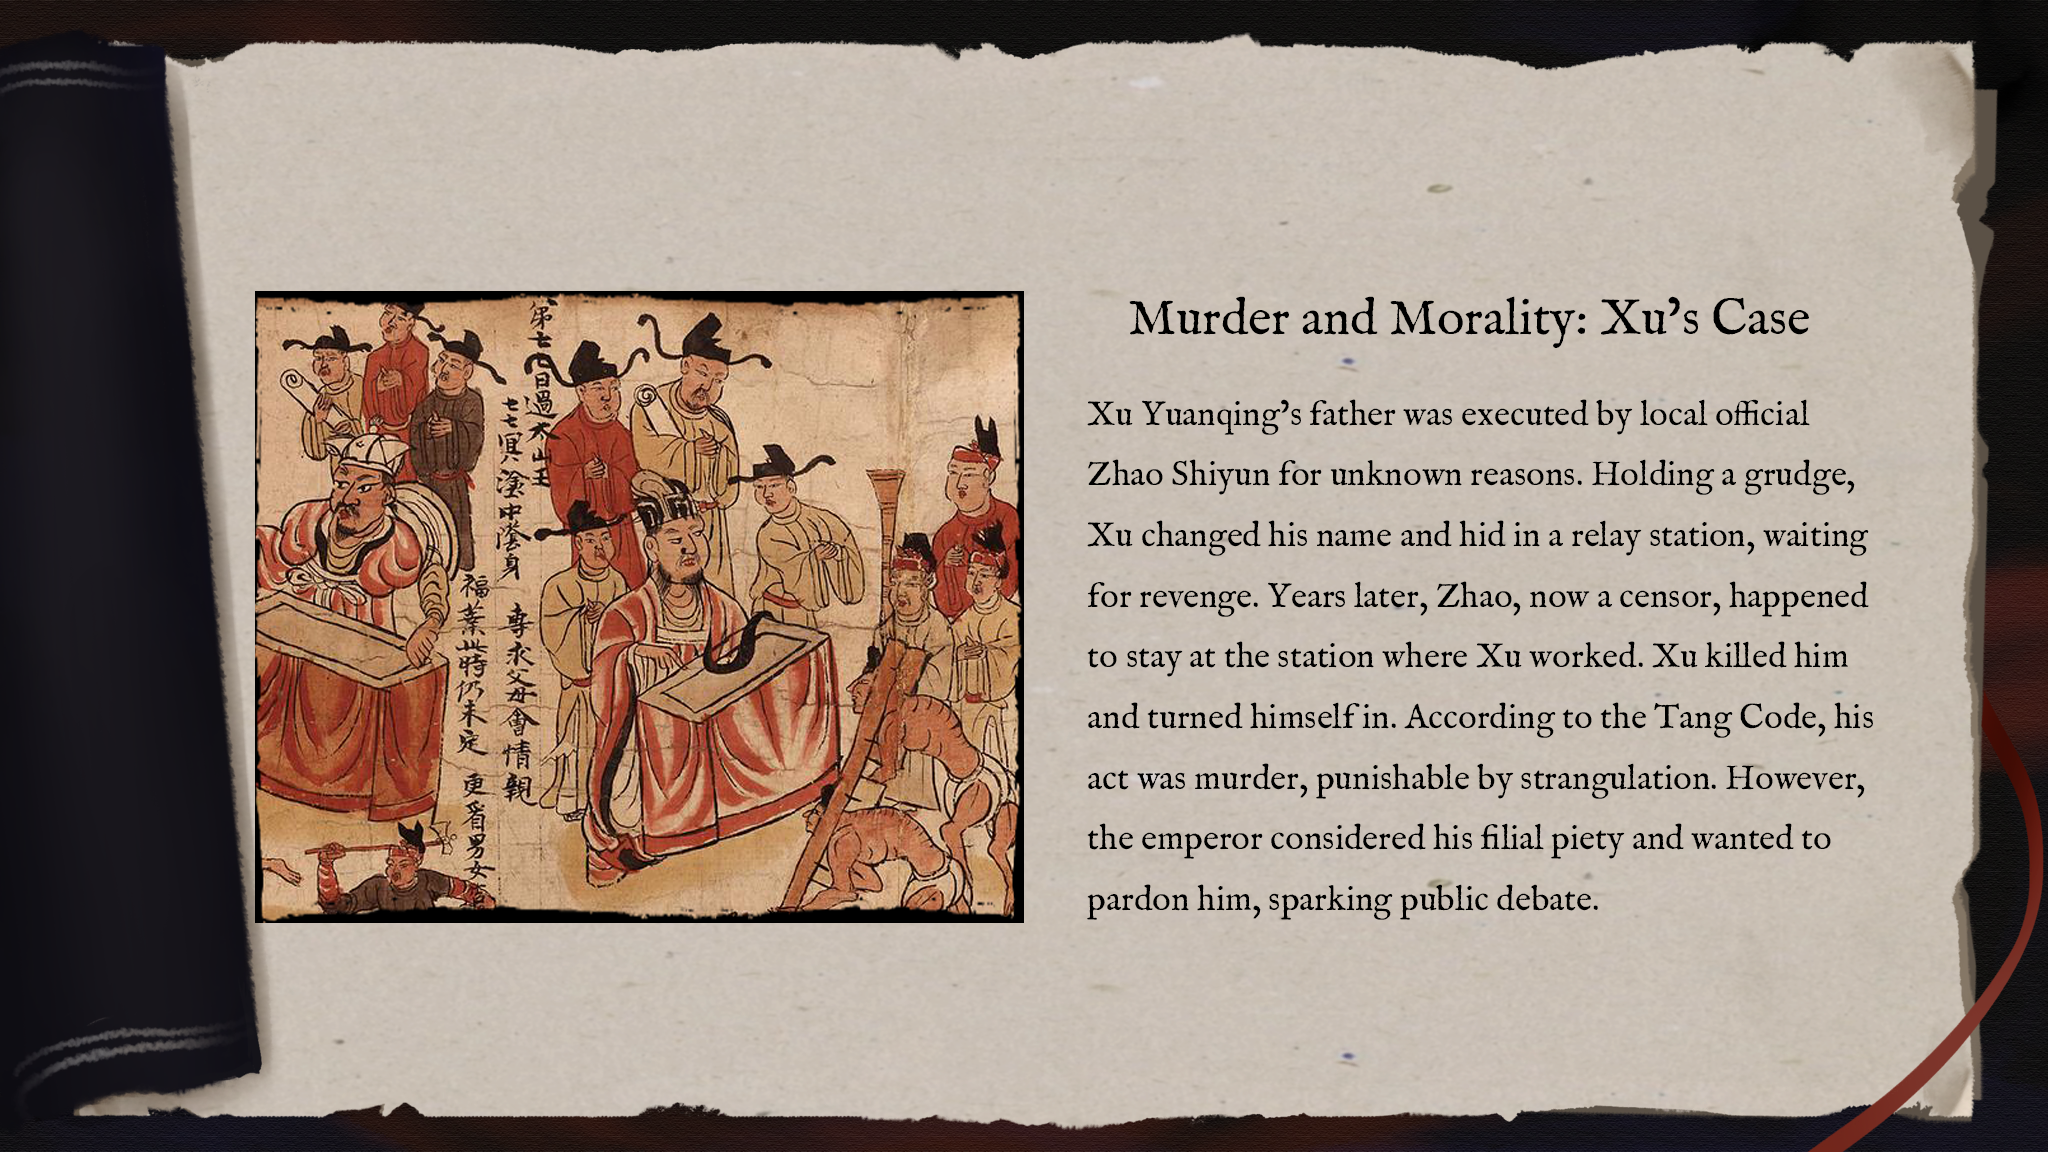 第七七日過太山王
七七冥塗中陰身
專求父母會情親
福業此時仍未定
更看男女
Murder and Morality: Xu’s Case
Xu Yuanqing’s father was executed by local official
Zhao Shiyun for unknown reasons. Holding a grudge,
Xu changed his name and hid in a relay station, waiting
for revenge. Years later, Zhao, now a censor, happened
to stay at the station where Xu worked. Xu killed him
and turned himself in. According to the Tang Code, his
act was murder, punishable by strangulation. However,
the emperor considered his filial piety and wanted to
pardon him, sparking public debate.